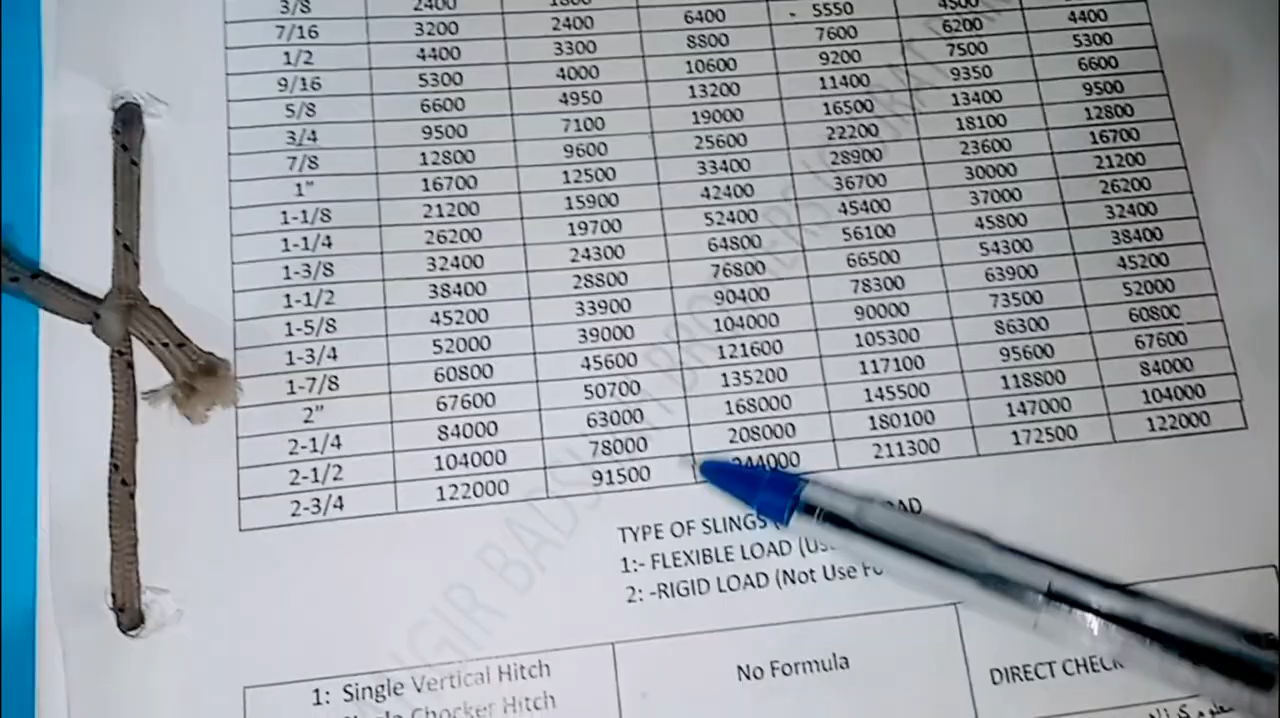 3/8 2400 1800
7/16 3200 2400 6400 5550 4500
1/2 4400 3300 8800 7600 6200 4400
9/16 5300 4000 10600 9200 7500 5300
5/8 6600 4950 13200 11400 9350 6600
3/4 9500 7100 19000 16500 13400 9500
7/8 12800 9600 25600 22200 18100 12800
1" 16700 12500 33400 28900 23600 16700
1-1/8 21200 15900 42400 36700 30000 21200
1-1/4 26200 19700 52400 45400 37000 26200
1-3/8 32400 24300 64800 56100 45800 32400
1-1/2 38400 28800 76800 66500 54300 38400
1-5/8 45200 33900 90400 78300 63900 45200
1-3/4 52000 39000 104000 90000 73500 52000
1-7/8 60800 45600 121600 105300 86300 60800
2" 67600 50700 135200 117100 95600 67600
2-1/4 84000 63000 168000 145500 118800 84000
2-1/2 104000 78000 208000 180100 147000 104000
2-3/4 122000 91500 244000 211300 172500 122000
TYPE OF SLINGS
1:- FLEXIBLE LOAD
2: -RIGID LOAD (Not Use
1: Single Vertical Hitch No Formula DIRECT CHECK
Chocker Hitch